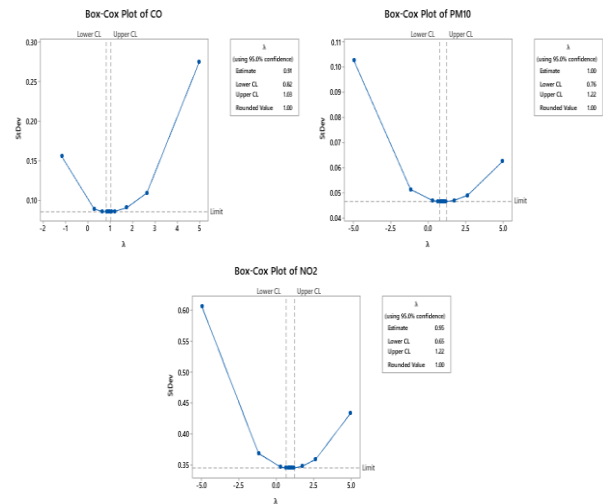 Box-Cox Plot of CO
Lower CL Upper CL
0.30
0.25
0.20
0.15
0.10
StDev
Limit
-2 -1 0 1 2 3 4 5
λ
λ
(using 95.0% confidence)
Estimate 0.91
Lower CL 0.82
Upper CL 1.03
Rounded Value 1.00
Box-Cox Plot of PM10
Lower CL Upper CL
0.11
0.10
0.09
0.08
0.07
0.06
0.05
0.04
StDev
Limit
-5.0 -2.5 0.0 2.5 5.0
λ
λ
(using 95.0% confidence)
Estimate 1.00
Lower CL 0.76
Upper CL 1.22
Rounded Value 1.00
Box-Cox Plot of NO2
Lower CL Upper CL
0.60
0.55
0.50
0.45
0.40
0.35
StDev
Limit
-5.0 -2.5 0.0 2.5 5.0
λ
λ
(using 95.0% confidence)
Estimate 0.95
Lower CL 0.65
Upper CL 1.22
Rounded Value 1.00